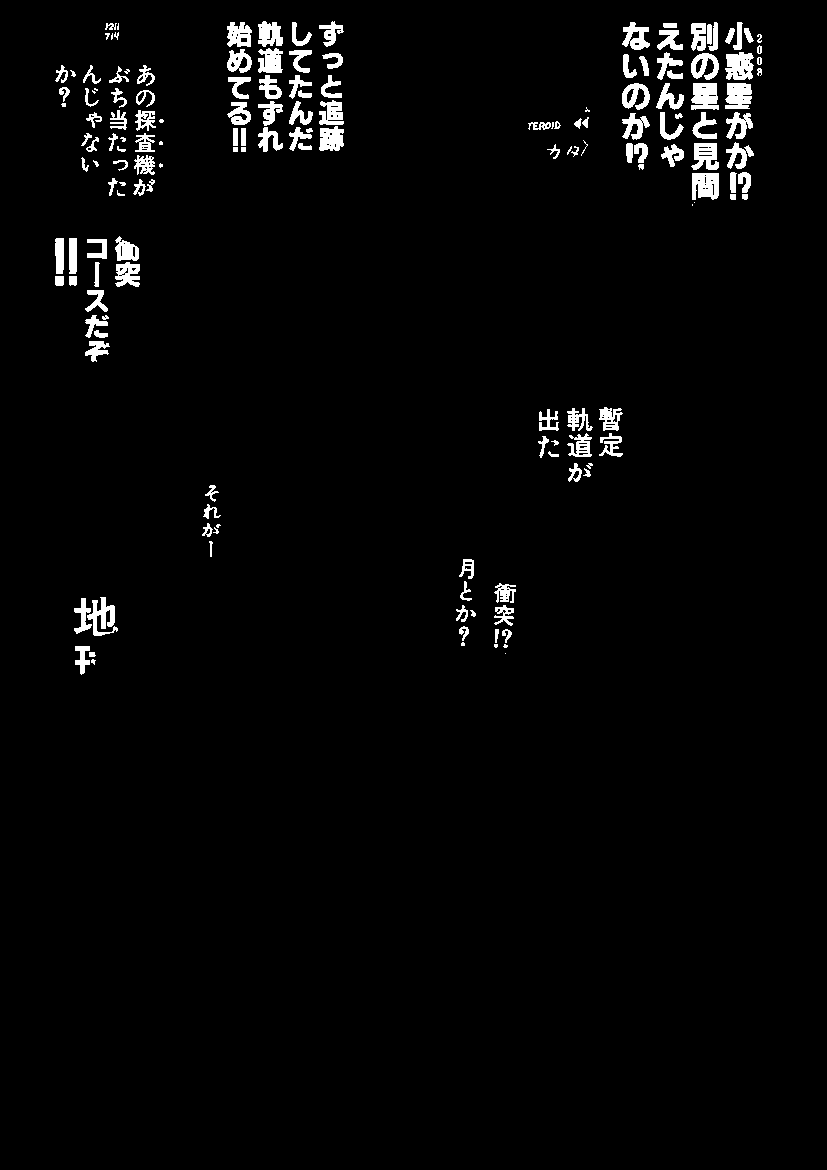 小惑星がか!?
2008
別の星と見間
えたんじゃ
ないのか!?
TEROID
カタ
ずっと追跡
してたんだ
軌道もずれ
始めてる!!
1211
714
あの探査機が
ぶち当たった
んじゃない
か?
衝突
コースだぞ
!!
暫定
軌道が
出た
衝突!?
月とか?
それがー
地